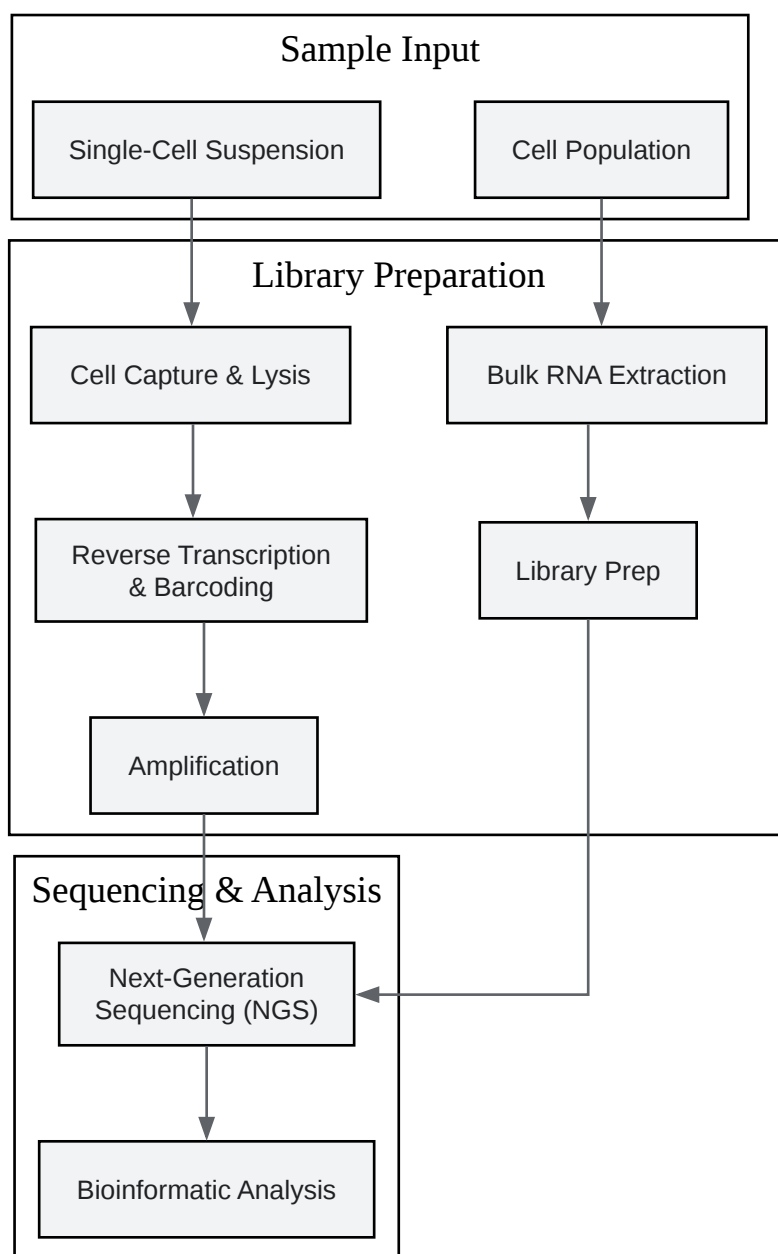 Sample Input
Single-Cell Suspension
Cell Population
Library Preparation
Cell Capture & Lysis
Bulk RNA Extraction
Reverse Transcription
& Barcoding
Library Prep
Amplification
Sequencing & Analysis
Next-Generation
Sequencing (NGS)
Bioinformatic Analysis